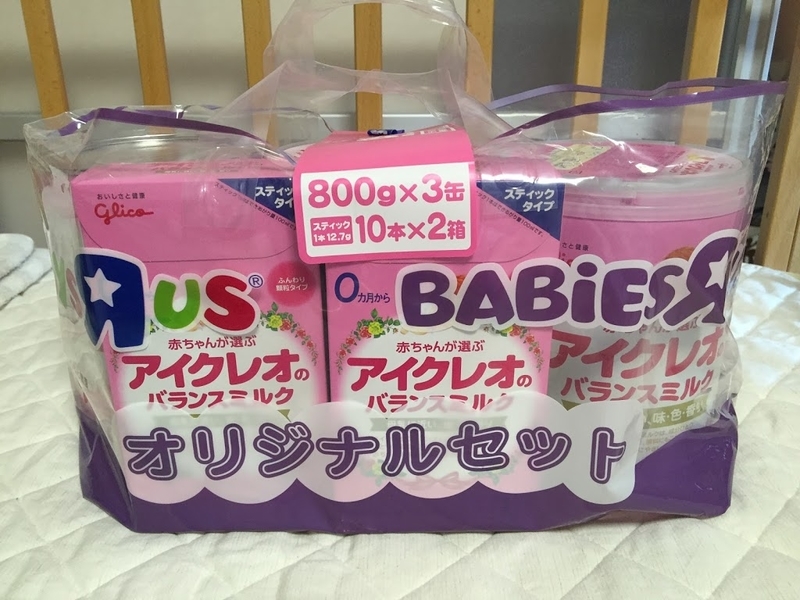 800g×3缶
スティック
1本12.7g
10本×2箱
おいしさと健康
Glico
スティック
タイプ
スティック
タイプ
ふんわり
顆粒タイプ
0カ月から
RUS®
BABiESR
赤ちゃんが選ぶ
アイクレオの
バランスミルク
赤ちゃんが選ぶ
アイクレオの
バランスミルク
アイクレオの
バランスミルク
味・色・香り
オリジナルセット